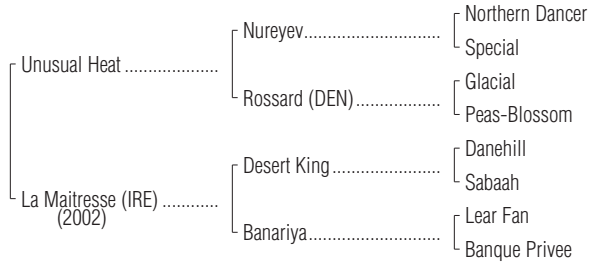 Northern Dancer
Nureyev
Special
Unusual Heat
Glacial
Rossard (DEN)
Peas-Blossom
Danehill
Desert King
Sabaah
La Maitresse (IRE)
(2002)
Lear Fan
Banariya
Banque Privee